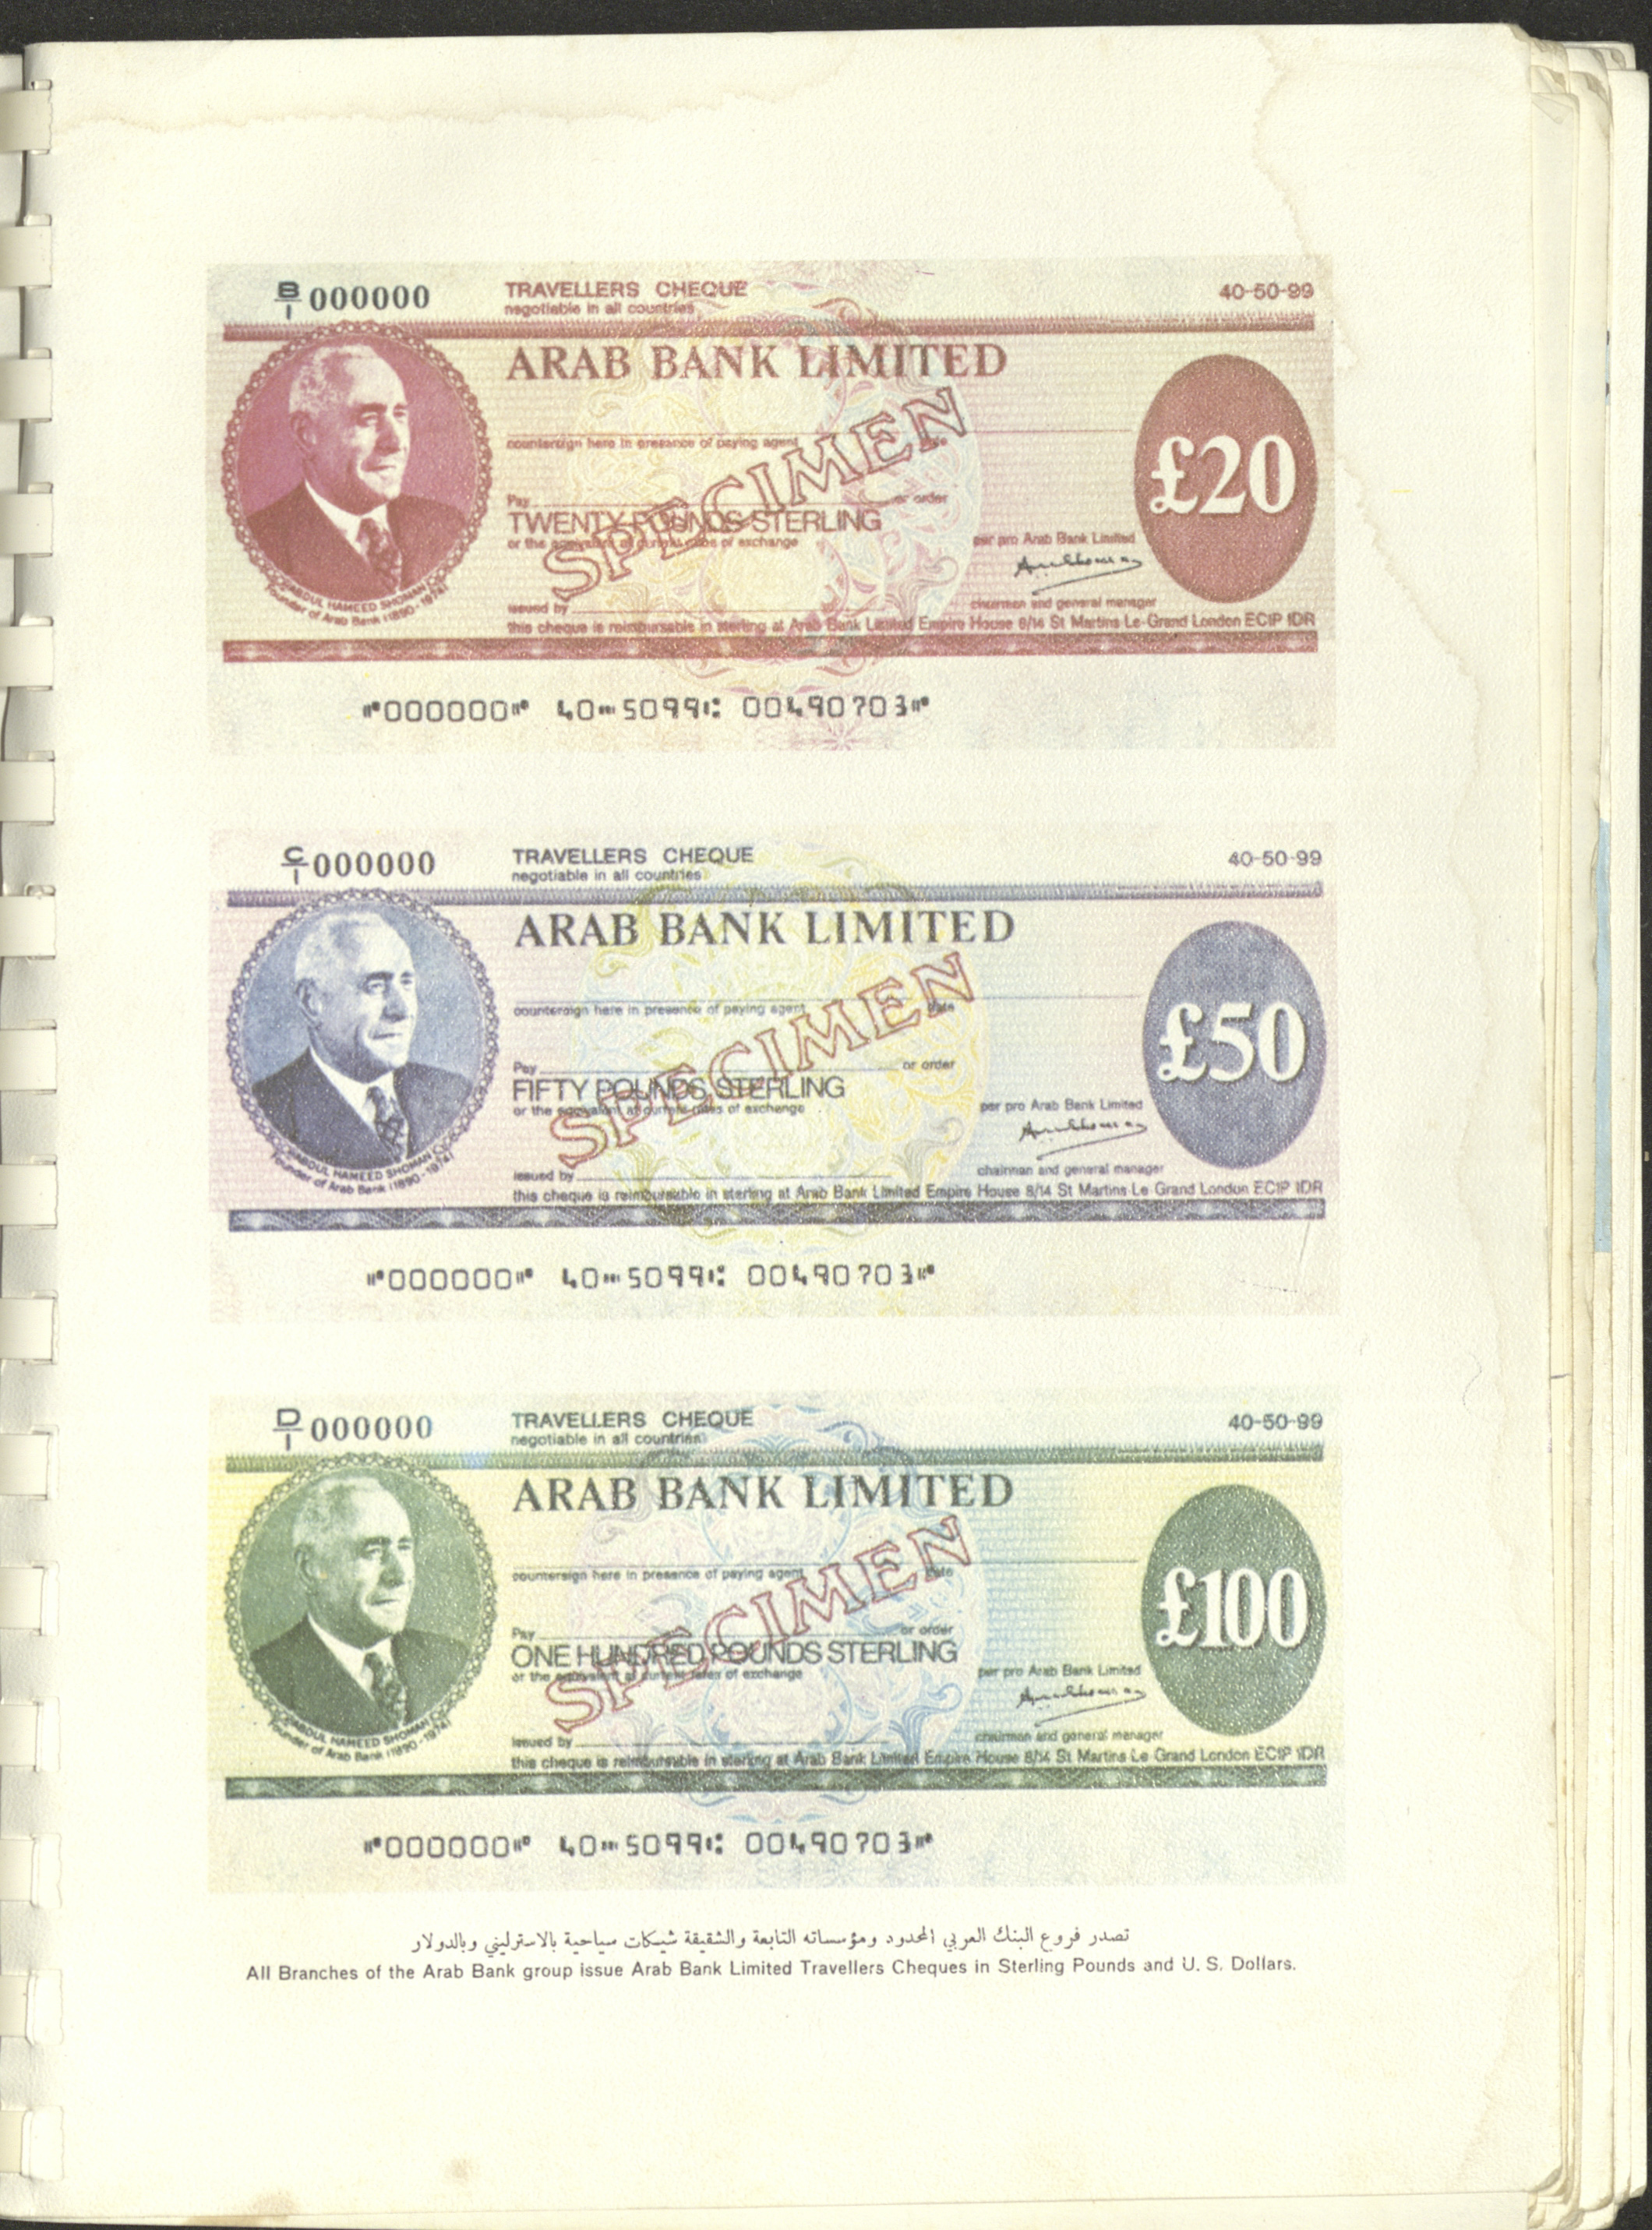 B/1 000000
TRAVELLERS CHEQUE
40-50-99
negotiable in all countries
ARAB BANK LIMITED
countersign here in presence of paying agent date
£20
SPECIMEN
Pay or order
TWENTY POUNDS STERLING
or the equivalent at current rates of exchange
per pro Arab Bank Limited
ABDUL HAMEED SHOMAN
Founder of Arab Bank (1890-1974)
issued by
chairman and general manager
this cheque is reimbursable in sterling at Arab Bank Limited Empire House 8/14 St Martins Le-Grand London EC1P 1DR
⑈000000⑈ 40⑉5099⑆ 00490703⑈
C/1 000000
TRAVELLERS CHEQUE
40-50-99
negotiable in all countries
ARAB BANK LIMITED
countersign here in presence of paying agent date
£50
SPECIMEN
Pay or order
FIFTY POUNDS STERLING
or the equivalent at current rates of exchange
per pro Arab Bank Limited
ABDUL HAMEED SHOMAN
Founder of Arab Bank (1890-1974)
issued by
chairman and general manager
this cheque is reimbursable in sterling at Arab Bank Limited Empire House 8/14 St Martins Le Grand London EC1P 1DR
⑈000000⑈ 40⑉5099⑆ 00490703⑈
D/1 000000
TRAVELLERS CHEQUE
40-50-99
negotiable in all countries
ARAB BANK LIMITED
countersign here in presence of paying agent date
£100
SPECIMEN
Pay or order
ONE HUNDRED POUNDS STERLING
or the equivalent at current rates of exchange
per pro Arab Bank Limited
ABDUL HAMEED SHOMAN
Founder of Arab Bank (1890-1974)
issued by
chairman and general manager
this cheque is reimbursable in sterling at Arab Bank Limited Empire House 8/14 St Martins Le Grand London EC1P 1DR
⑈000000⑈ 40⑉5099⑆ 00490703⑈
تصدر فروع البنك العربي المحدود ومؤسساته التابعة والشقيقة شيكات سياحية بالاسترليني وبالدولار
All Branches of the Arab Bank group issue Arab Bank Limited Travellers Cheques in Sterling Pounds and U. S. Dollars.